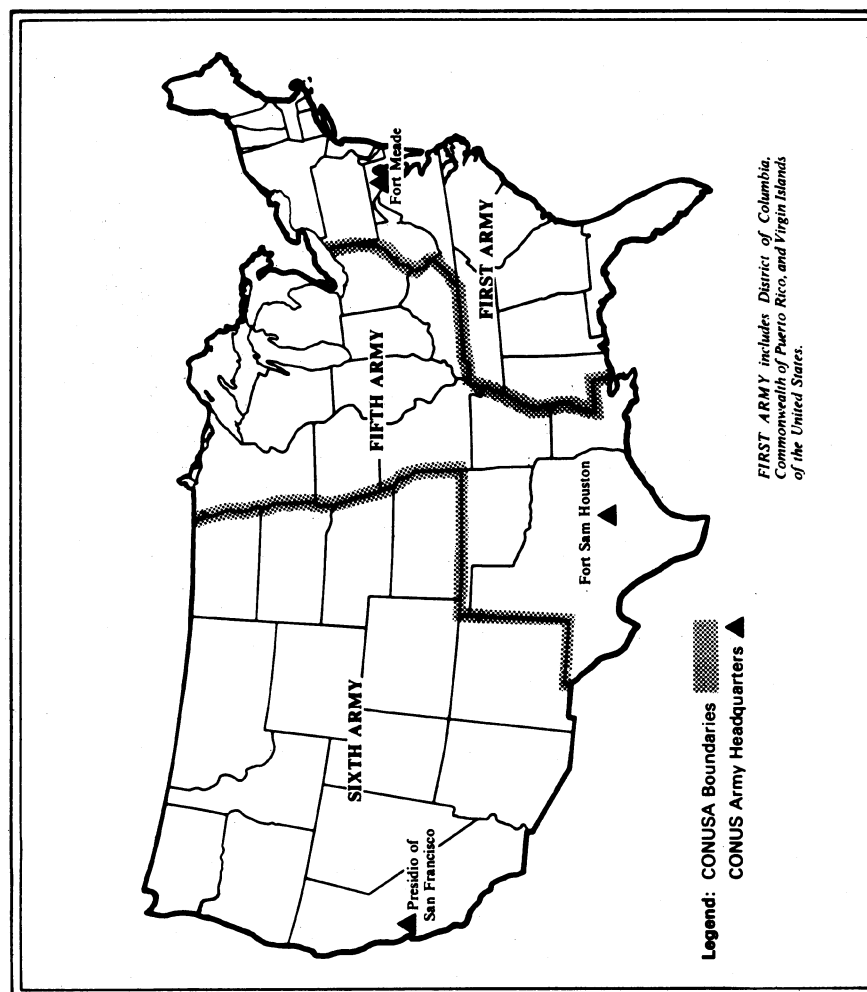 SIXTH ARMY
FIFTH ARMY
FIRST ARMY
Presidio of
San Francisco
Fort Sam Houston
Fort Meade
Legend: CONUSA Boundaries
CONUS Army Headquarters
FIRST ARMY includes District of Columbia,
Commonwealth of Puerto Rico, and Virgin Islands
of the United States.